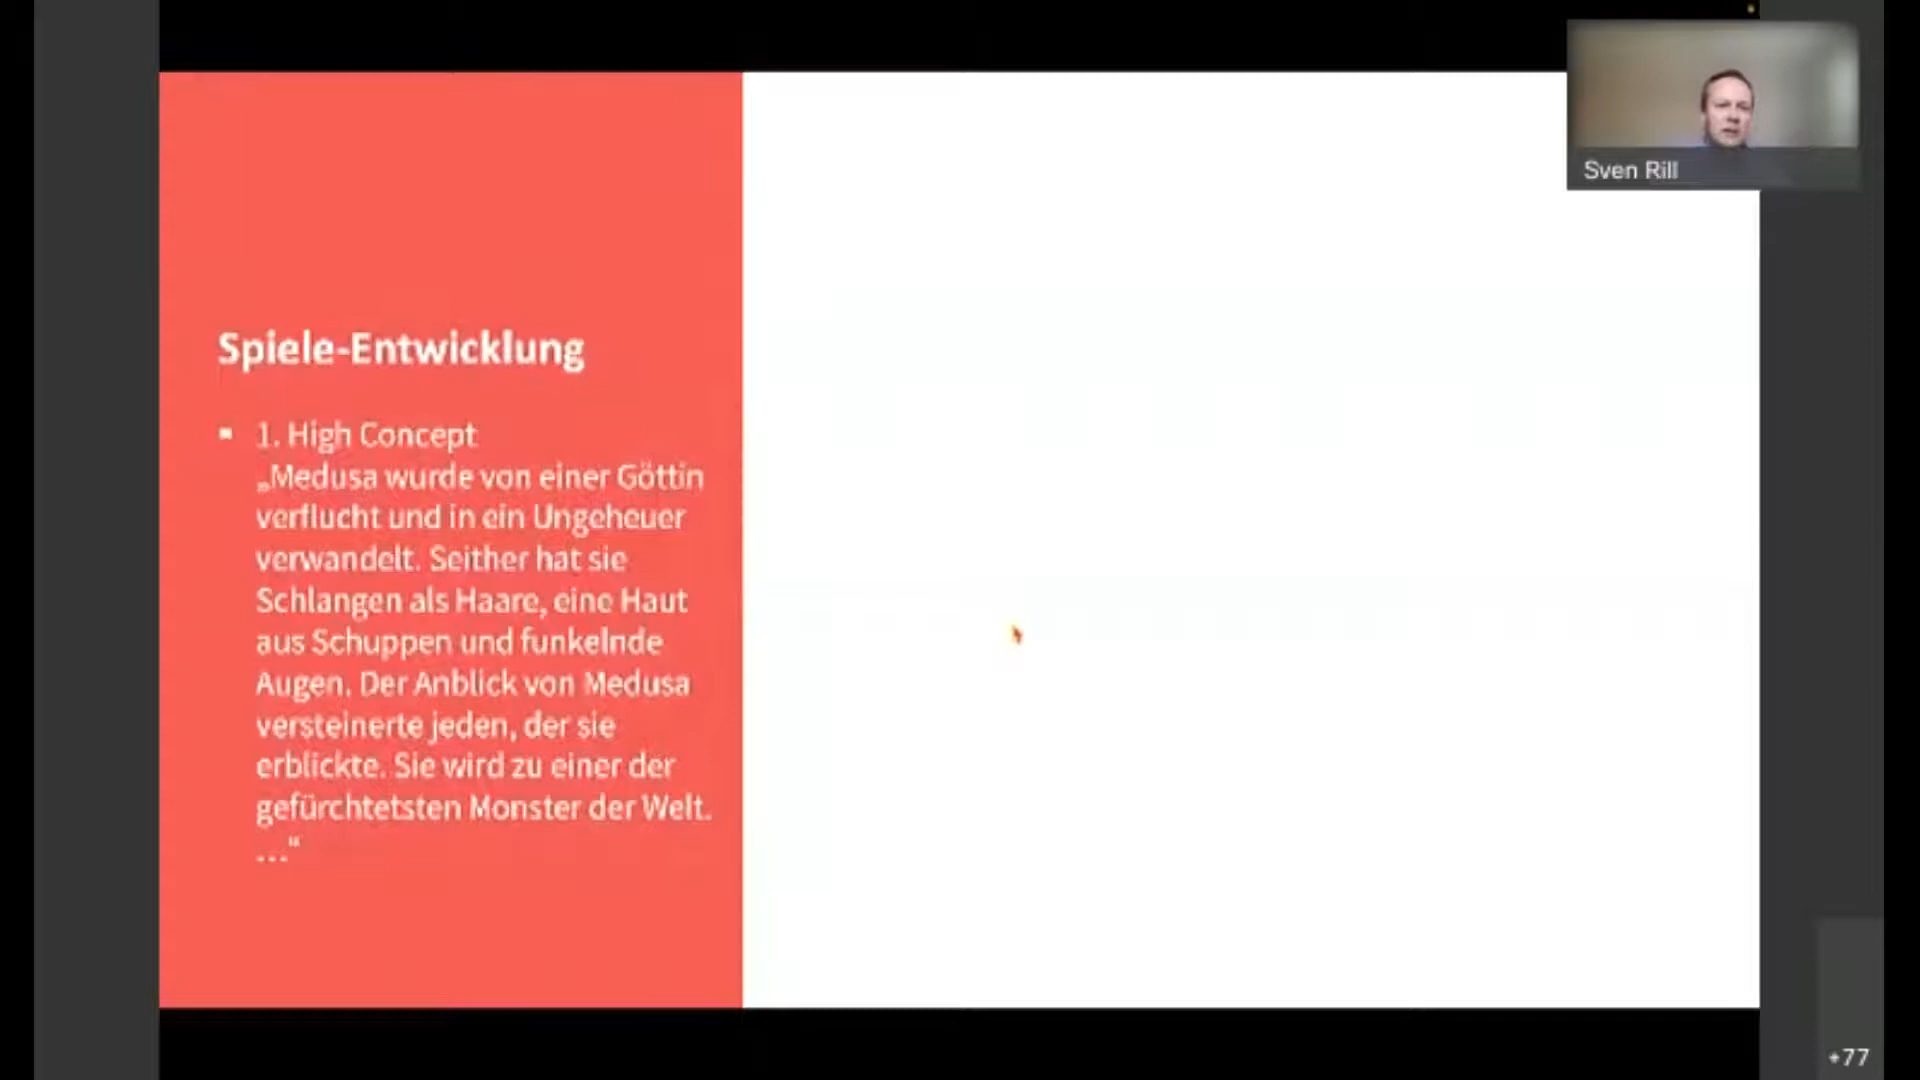 Sven Rill
Spiele-Entwicklung
▪ 1. High Concept
„Medusa wurde von einer Göttin
verflucht und in ein Ungeheuer
verwandelt. Seither hat sie
Schlangen als Haare, eine Haut
aus Schuppen und funkelnde
Augen. Der Anblick von Medusa
versteinerte jeden, der sie
erblickte. Sie wird zu einer der
gefürchtetsten Monster der Welt.
…“
+77